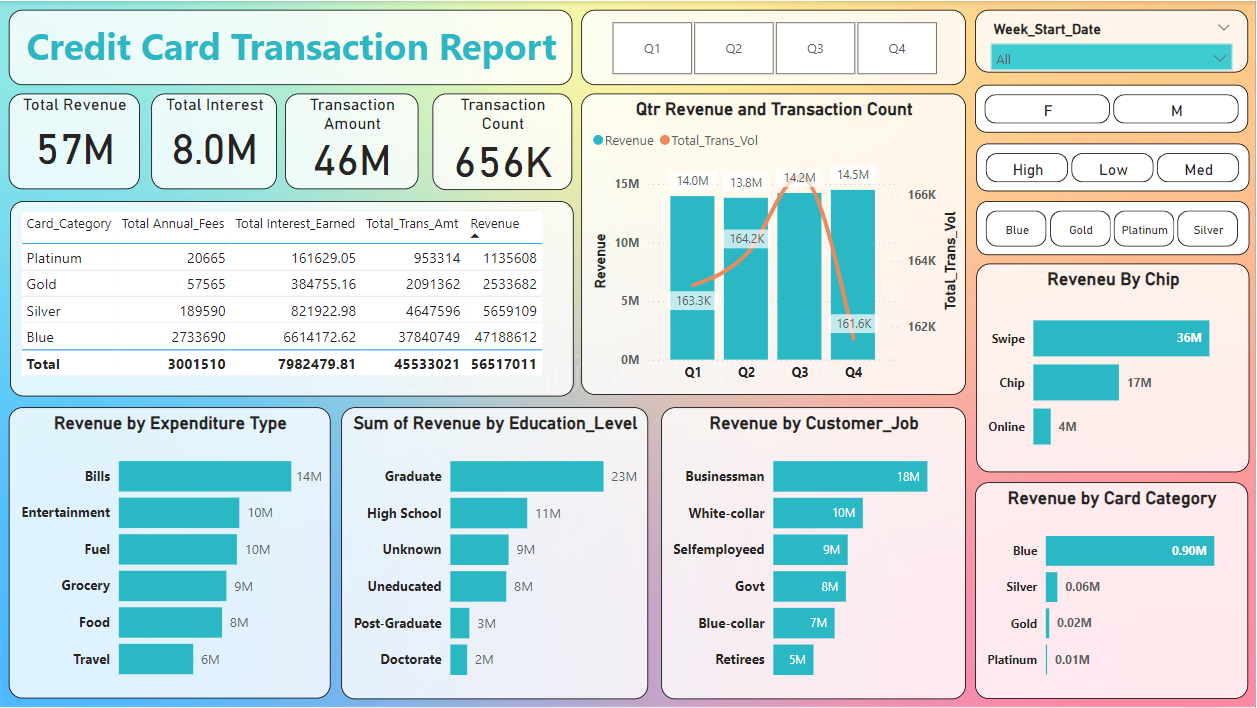 Credit Card Transaction Report
Q1 Q2 Q3 Q4
Week_Start_Date
All
F M
High Low Med
Blue Gold Platinum Silver
Total Revenue
57M
Total Interest
8.0M
Transaction
Amount
46M
Transaction
Count
656K
Card_Category Total Annual_Fees Total Interest_Earned Total_Trans_Amt Revenue
Platinum 20665 161629.05 953314 1135608
Gold 57565 384755.16 2091362 2533682
Silver 189590 821922.98 4647596 5659109
Blue 2733690 6614172.62 37840749 47188612
Total 3001510 7982479.81 45533021 56517011
Qtr Revenue and Transaction Count
Revenue Total_Trans_Vol
15M 14.0M 13.8M 14.2M 14.5M 166K
10M 164.2K 164K
5M 163.3K 161.6K 162K
0M
Revenue
Total_Trans_Vol
Q1 Q2 Q3 Q4
Reveneu By Chip
Swipe 36M
Chip 17M
Online 4M
Revenue by Expenditure Type
Bills 14M
Entertainment 10M
Fuel 10M
Grocery 9M
Food 8M
Travel 6M
Sum of Revenue by Education_Level
Graduate 23M
High School 11M
Unknown 9M
Uneducated 8M
Post-Graduate 3M
Doctorate 2M
Revenue by Customer_Job
Businessman 18M
White-collar 10M
Selfemployeed 9M
Govt 8M
Blue-collar 7M
Retirees 5M
Revenue by Card Category
Blue 0.90M
Silver 0.06M
Gold 0.02M
Platinum 0.01M